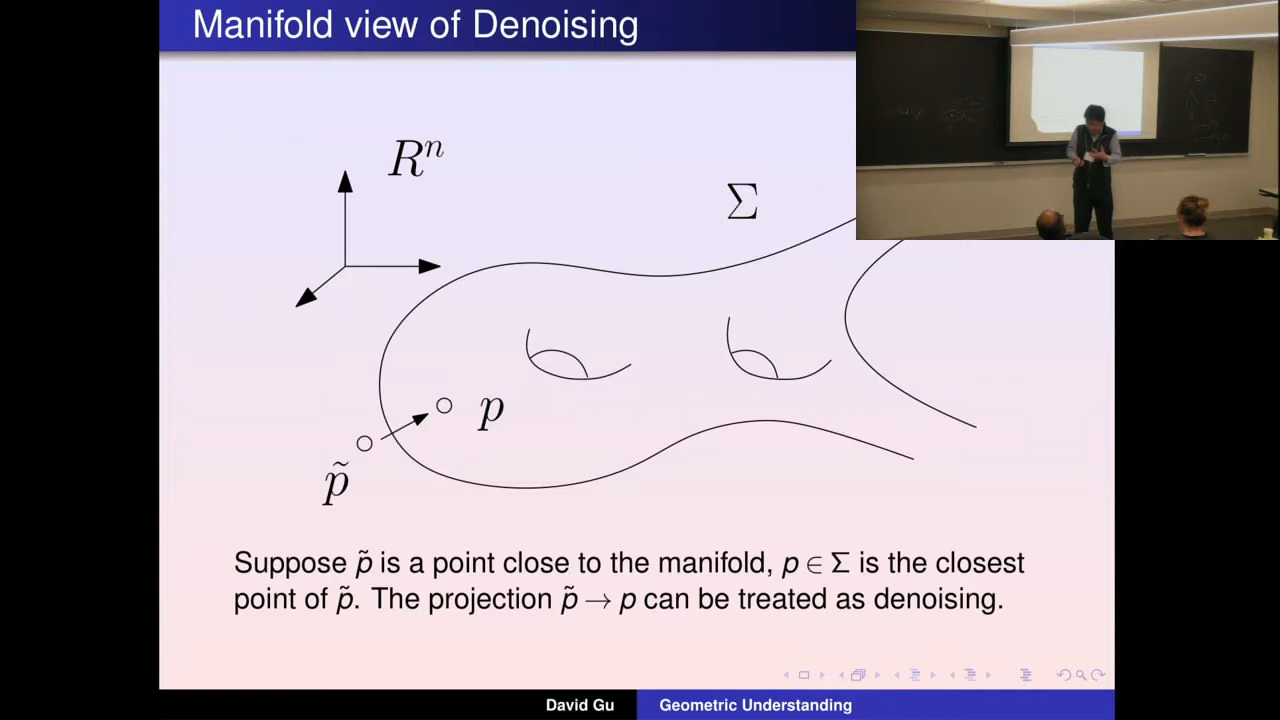 Manifold view of Denoising
Rⁿ
Σ
p
p̃
Suppose p̃ is a point close to the manifold, p ∈ Σ is the closest
point of p̃. The projection p̃ → p can be treated as denoising.
David Gu
Geometric Understanding